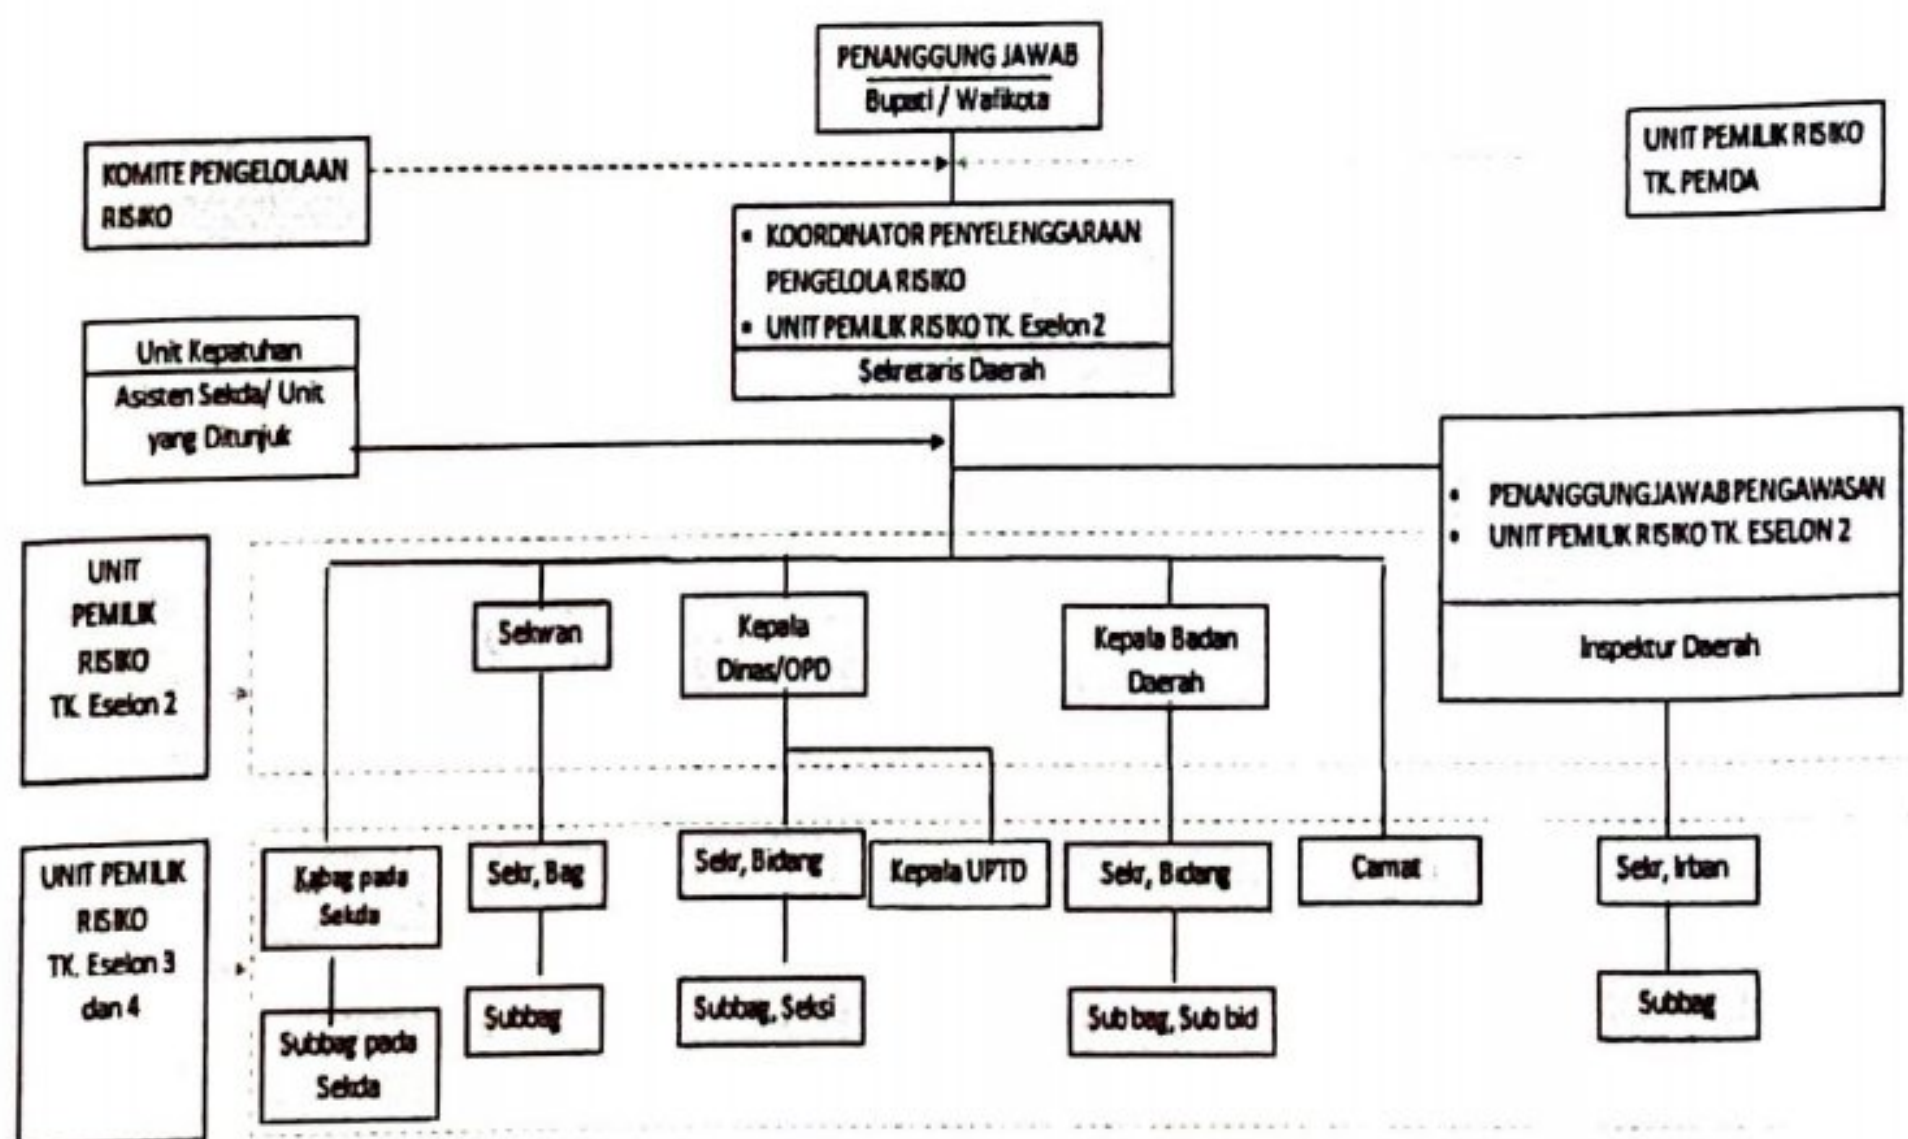 PENANGGUNG JAWAB
Bupati / Walikota
KOMITE PENGELOLAAN
RISIKO
UNIT PEMILIK RISIKO
TK. PEMDA
• KOORDINATOR PENYELENGGARAAN
PENGELOLA RISIKO
• UNIT PEMILIK RISIKO TK. Eselon 2
Sekretaris Daerah
Unit Kepatuhan
Asisten Sekda/ Unit
yang Ditunjuk
• PENANGGUNG JAWAB PENGAWASAN
• UNIT PEMILIK RISIKO TK. ESELON 2
Inspektur Daerah
UNIT
PEMILIK
RISIKO
TK. Eselon 2
Sekwan
Kepala
Dinas/OPD
Kepala Badan
Daerah
UNIT PEMILIK
RISIKO
TK. Eselon 3
dan 4
Kabag pada
Sekda
Sekr, Bag
Sekr, Bidang
Kepala UPTD
Sekr, Bidang
Camat
Sekr, Irban
Subbag pada
Sekda
Subbag
Subbag, Seksi
Sub bag, Sub bid
Subbag